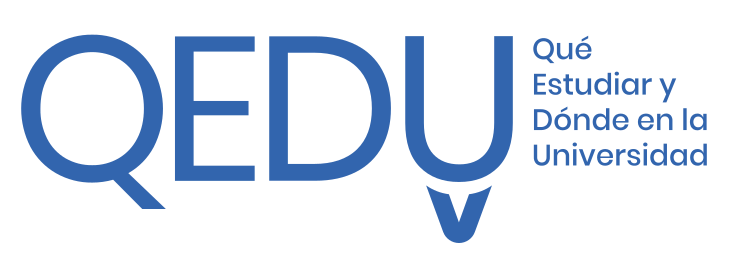 QEDU
Qué
Estudiar y
Dónde en la
Universidad